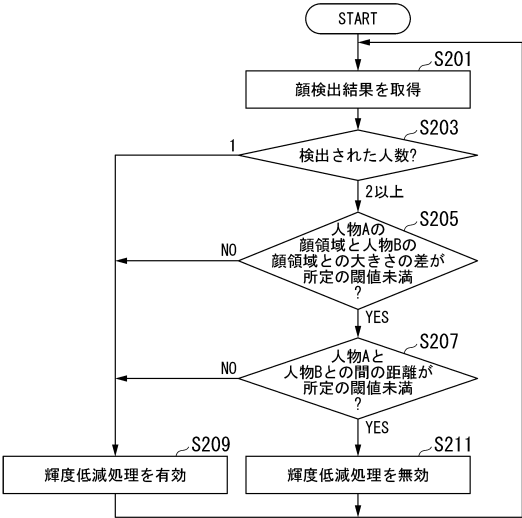 START
S201
顔検出結果を取得
S203
検出された人数?
1
2以上
S205
人物Aの
顔領域と人物Bの
顔領域との大きさの差が
所定の閾値未満
?
NO
YES
S207
人物Aと
人物Bとの間の距離が
所定の閾値未満
?
NO
YES
S209
輝度低減処理を有効
S211
輝度低減処理を無効